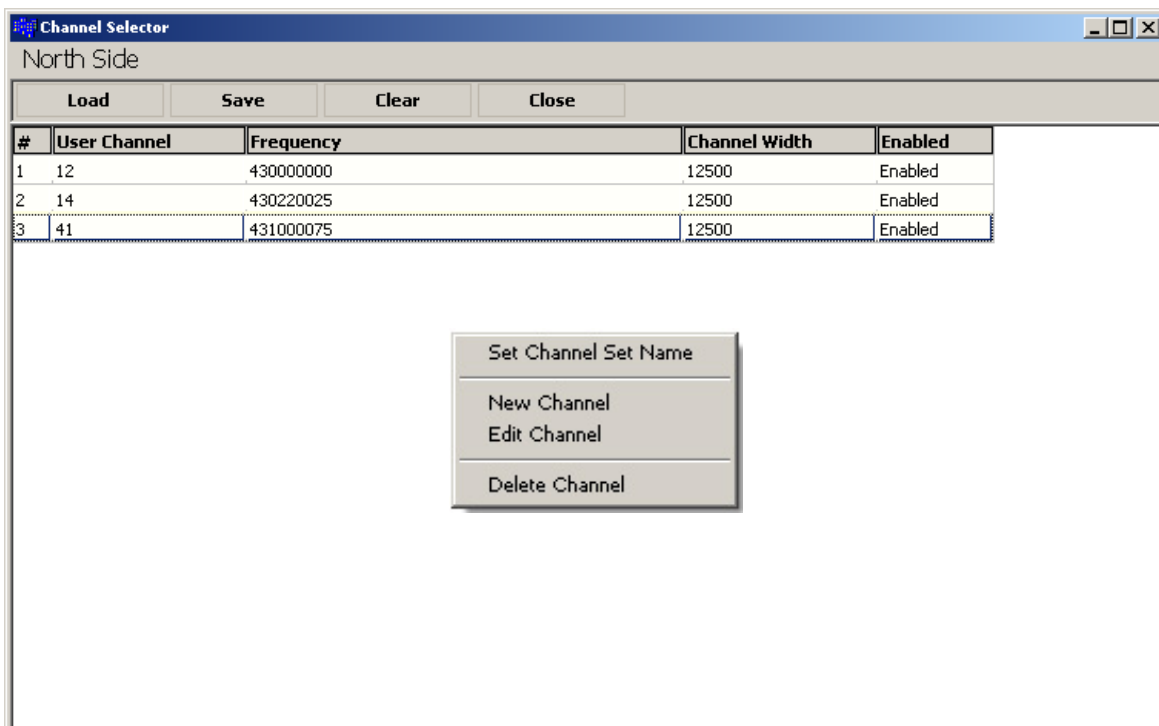 Channel Selector
North Side
Load Save Clear Close
# User Channel Frequency Channel Width Enabled
1 12 430000000 12500 Enabled
2 14 430220025 12500 Enabled
3 41 431000075 12500 Enabled
Set Channel Set Name
New Channel
Edit Channel
Delete Channel